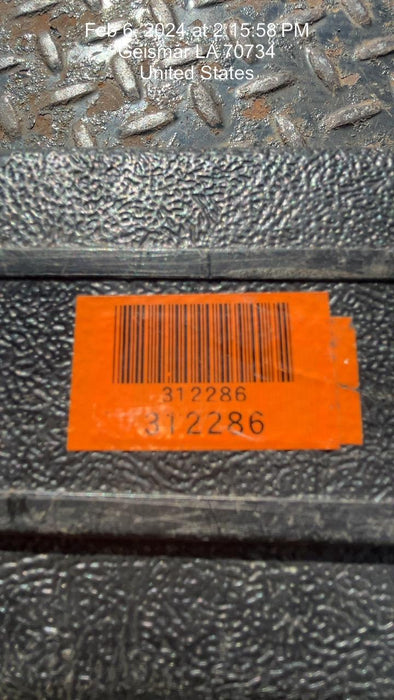 Feb 6, 2024 at 2:15:58 PM
Geismar LA 70734
United States
312286
312286